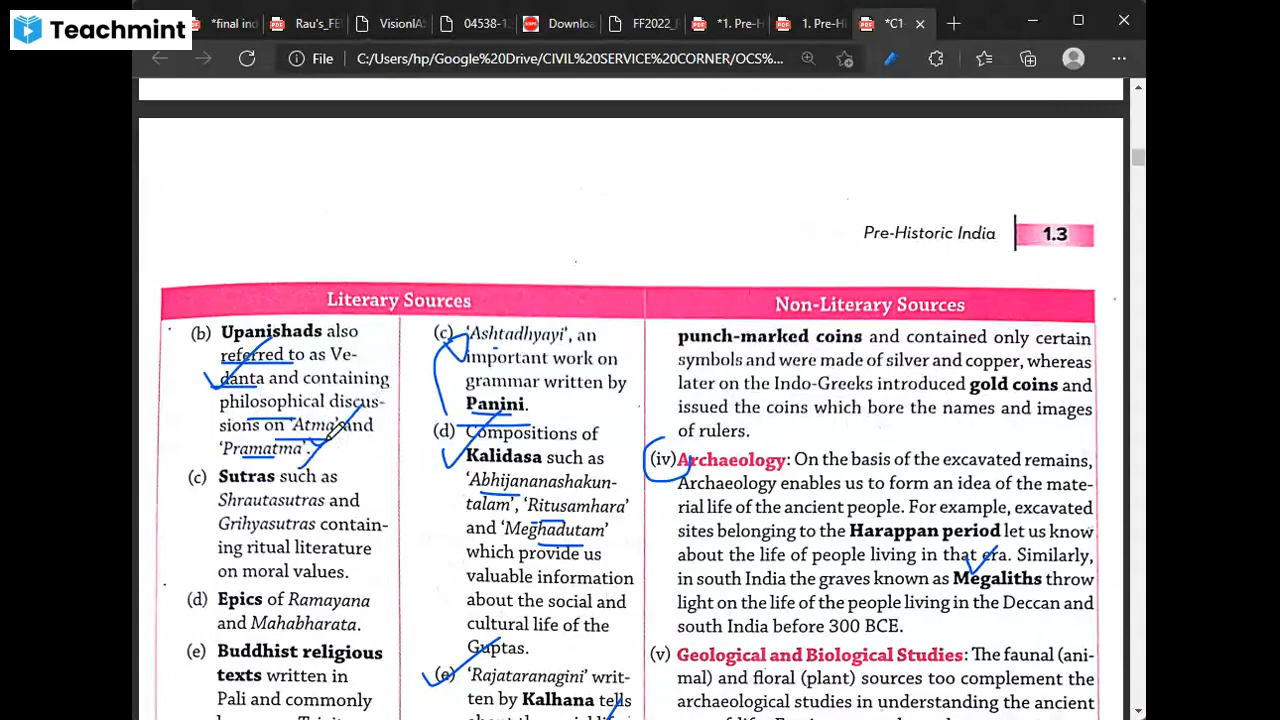 Teachmint
*final in
Rau's_FE
VisionIAS
04538-1
Downloa
FF2022_P
*1. Pre-H
1. Pre-Hi
*C1
File
C:/Users/hp/Google%20Drive/CIVIL%20SERVICE%20CORNER/OCS%...
Pre-Historic India
1.3
Literary Sources
(b) Upanishads also
referred to as Ve-
danta and containing
philosophical discus-
sions on 'Atma' and
'Pramatma'.
(c) Sutras such as
Shrautasutras and
Grihyasutras contain-
ing ritual literature
on moral values.
(d) Epics of Ramayana
and Mahabharata.
(e) Buddhist religious
texts written in
Pali and commonly
(c) 'Ashtadhyayi', an
important work on
grammar written by
Panini.
(d) Compositions of
Kalidasa such as
'Abhijananashakun-
talam', 'Ritusamhara'
and 'Meghadutam'
which provide us
valuable information
about the social and
cultural life of the
Guptas.
(e) 'Rajataranagini' writ-
ten by Kalhana tells
Non-Literary Sources
punch-marked coins and contained only certain
symbols and were made of silver and copper, whereas
later on the Indo-Greeks introduced gold coins and
issued the coins which bore the names and images
of rulers.
(iv) Archaeology: On the basis of the excavated remains,
Archaeology enables us to form an idea of the mate-
rial life of the ancient people. For example, excavated
sites belonging to the Harappan period let us know
about the life of people living in that era. Similarly,
in south India the graves known as Megaliths throw
light on the life of the people living in the Deccan and
south India before 300 BCE.
(v) Geological and Biological Studies: The faunal (ani-
mal) and floral (plant) sources too complement the
archaeological studies in understanding the ancient